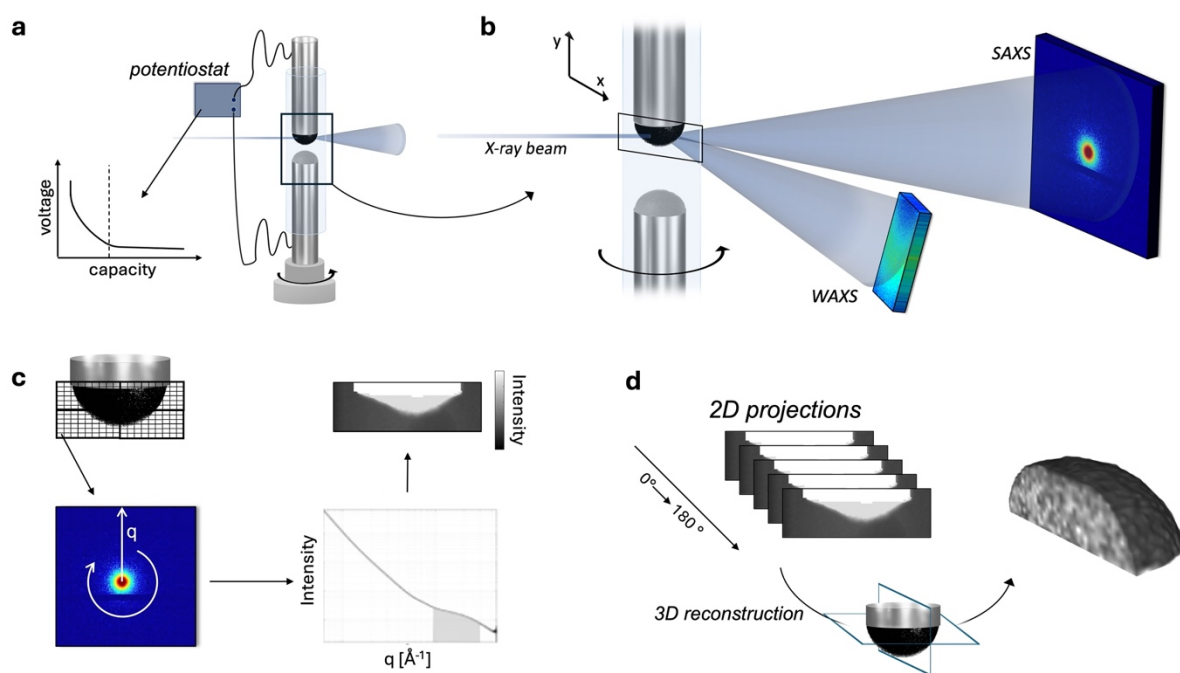 a
potentiostat
voltage
capacity
b
y
x
X-ray beam
SAXS
WAXS
c
q
Intensity
Intensity
q [Å⁻¹]
d
2D projections
0° → 180 °
3D reconstruction